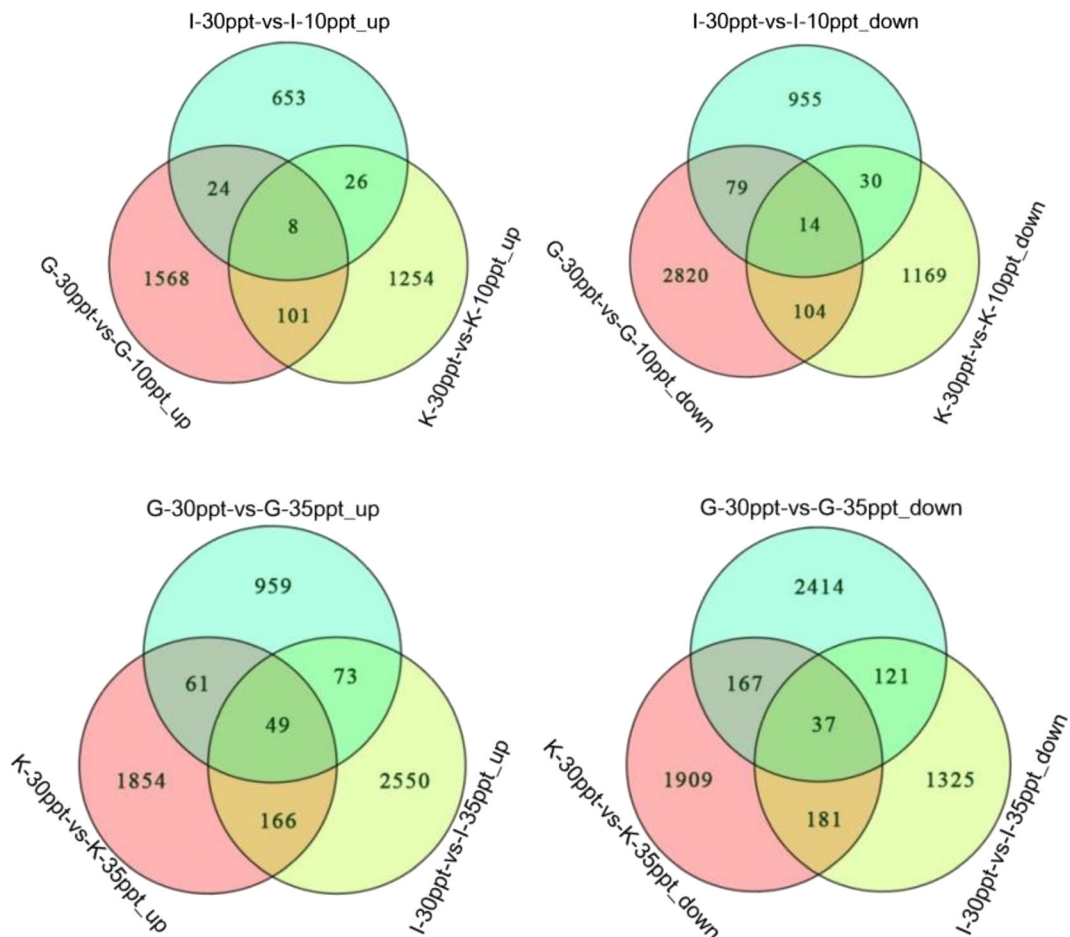 I-30ppt-vs-I-10ppt_up
653
24
26
8
1568
1254
101
G-30ppt-vs-G-10ppt_up
K-30ppt-vs-K-10ppt_up
I-30ppt-vs-I-10ppt_down
955
79
30
14
2820
1169
104
G-30ppt-vs-G-10ppt_down
K-30ppt-vs-K-10ppt_down
G-30ppt-vs-G-35ppt_up
959
61
73
49
1854
2550
166
K-30ppt-vs-K-35ppt_up
I-30ppt-vs-I-35ppt_up
G-30ppt-vs-G-35ppt_down
2414
167
121
37
1909
1325
181
K-30ppt-vs-K-35ppt_down
I-30ppt-vs-I-35ppt_down